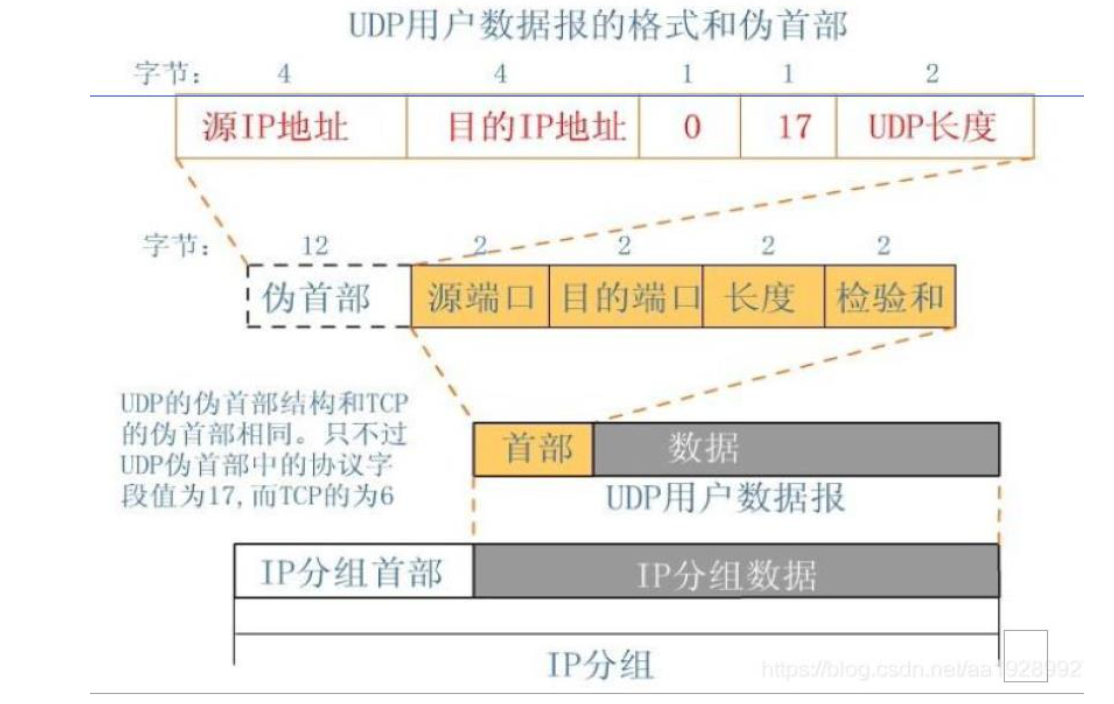 UDP用户数据报的格式和伪首部
字节: 4 4 1 1 2
源IP地址 目的IP地址 0 17 UDP长度
字节: 12 2 2 2 2
伪首部 源端口 目的端口 长度 检验和
UDP的伪首部结构和TCP
的伪首部相同。只不过
UDP伪首部中的协议字
段值为17,而TCP的为6
首部 数据
UDP用户数据报
IP分组首部 IP分组数据
IP分组
https://blog.csdn.net/aa1928992